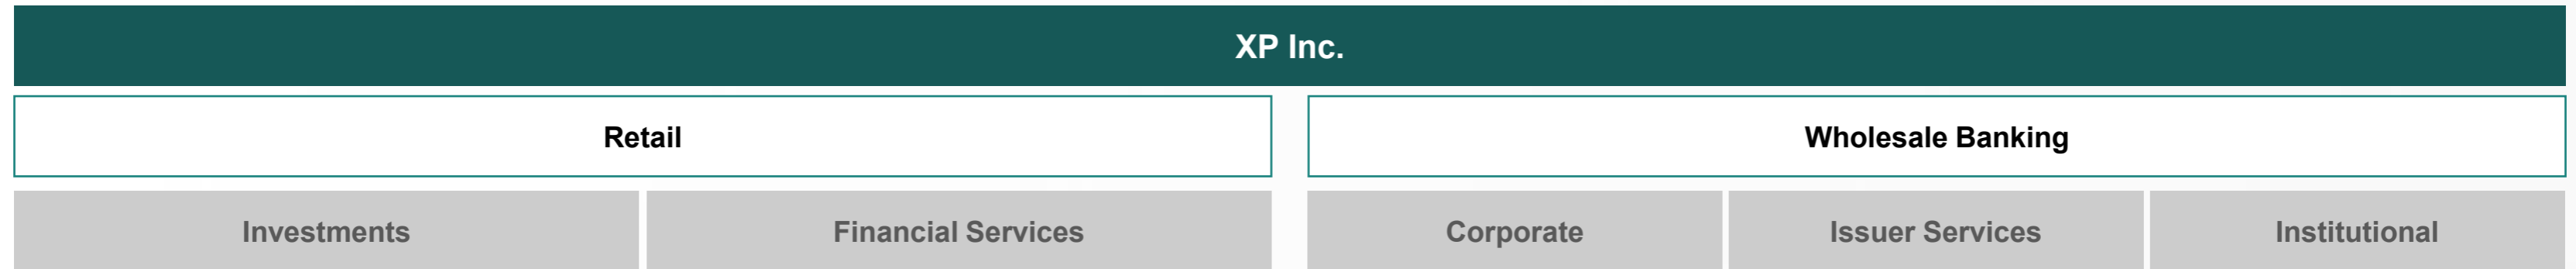 XP Inc.
Retail
Wholesale Banking
Investments
Financial Services
Corporate
Issuer Services
Institutional